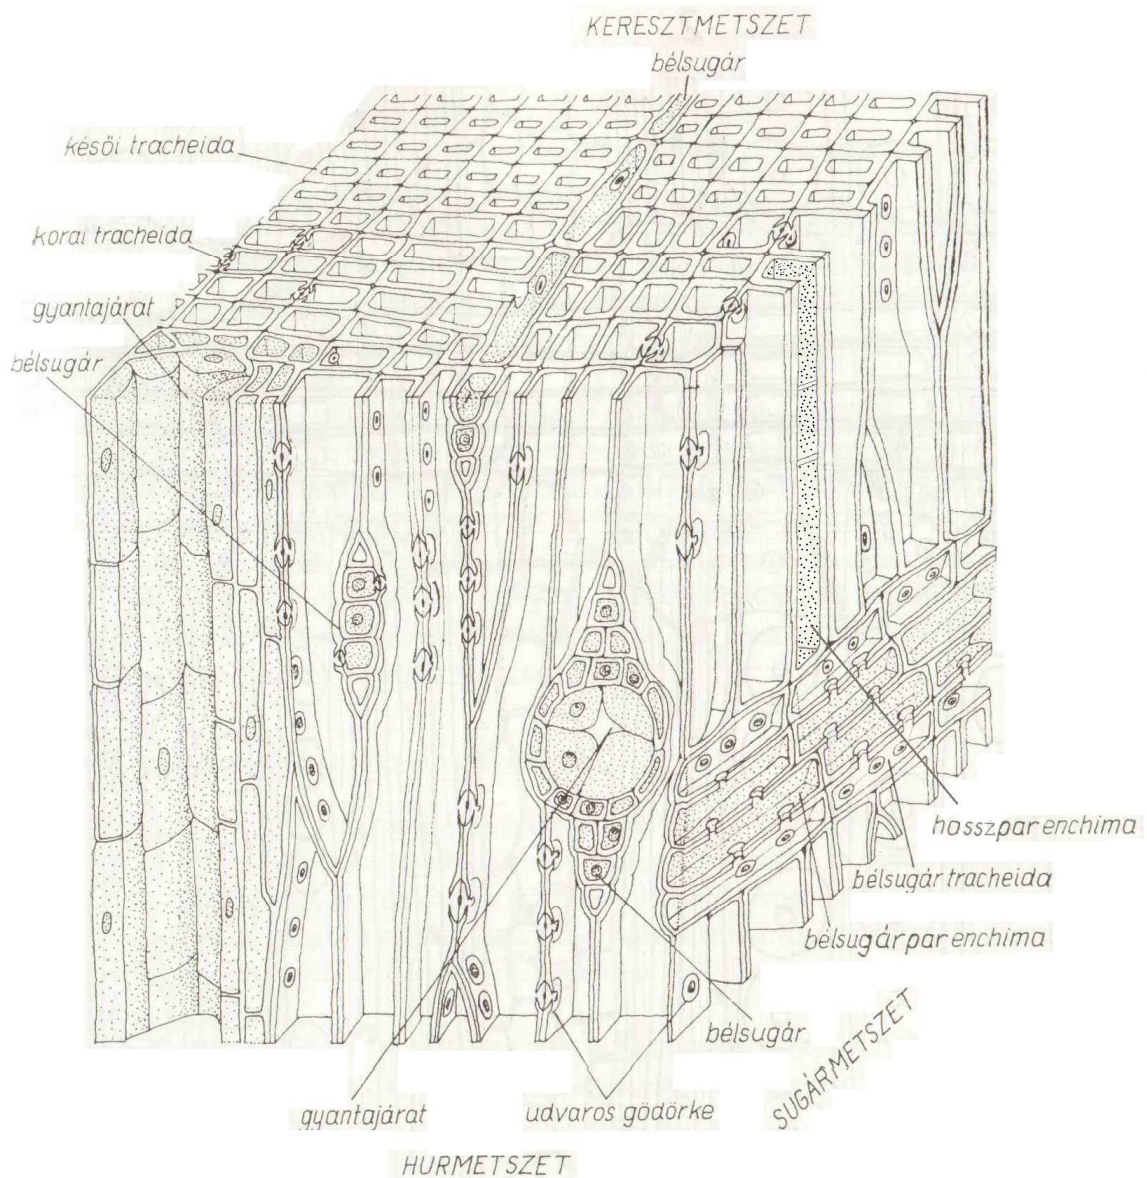 KERESZTMETSZET
bélsugár
késői tracheida
korai tracheida
gyantajárat
bélsugár
hosszparenchima
bélsugártracheida
bélsugárparenchima
bélsugár
SUGÁRMETSZET
gyantajárat
udvaros gödörke
HURMETSZET